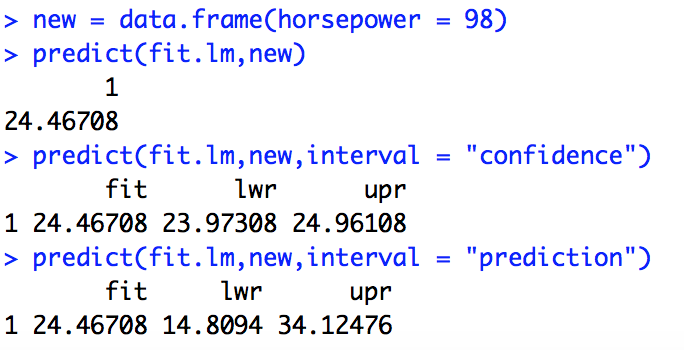 > new = data.frame(horsepower = 98)
> predict(fit.lm,new)
1
24.46708
> predict(fit.lm,new,interval = "confidence")
fit lwr upr
1 24.46708 23.97308 24.96108
> predict(fit.lm,new,interval = "prediction")
fit lwr upr
1 24.46708 14.8094 34.12476